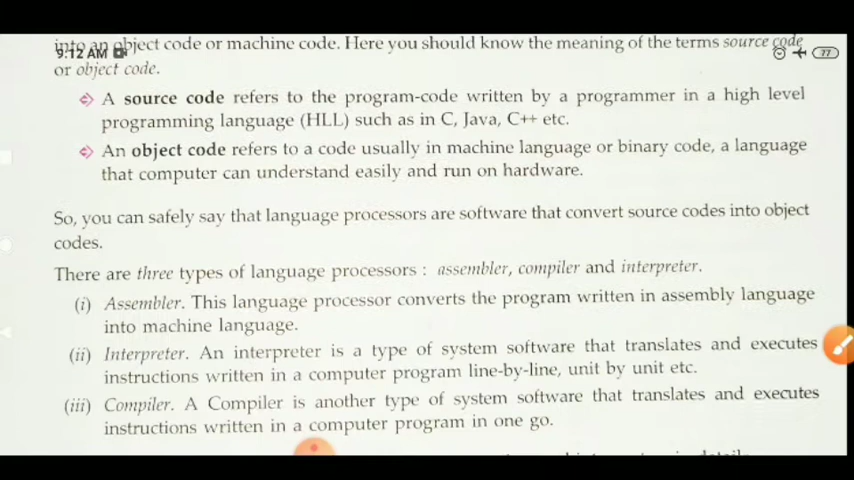 into an object code or machine code. Here you should know the meaning of the terms source code
9:12 AM
77
or object code.
A source code refers to the program-code written by a programmer in a high level
programming language (HLL) such as in C, Java, C++ etc.
An object code refers to a code usually in machine language or binary code, a language
that computer can understand easily and run on hardware.
So, you can safely say that language processors are software that convert source codes into object
codes.
There are three types of language processors : assembler, compiler and interpreter.
(i) Assembler. This language processor converts the program written in assembly language
into machine language.
(ii) Interpreter. An interpreter is a type of system software that translates and executes
instructions written in a computer program line-by-line, unit by unit etc.
(iii) Compiler. A Compiler is another type of system software that translates and executes
instructions written in a computer program in one go.